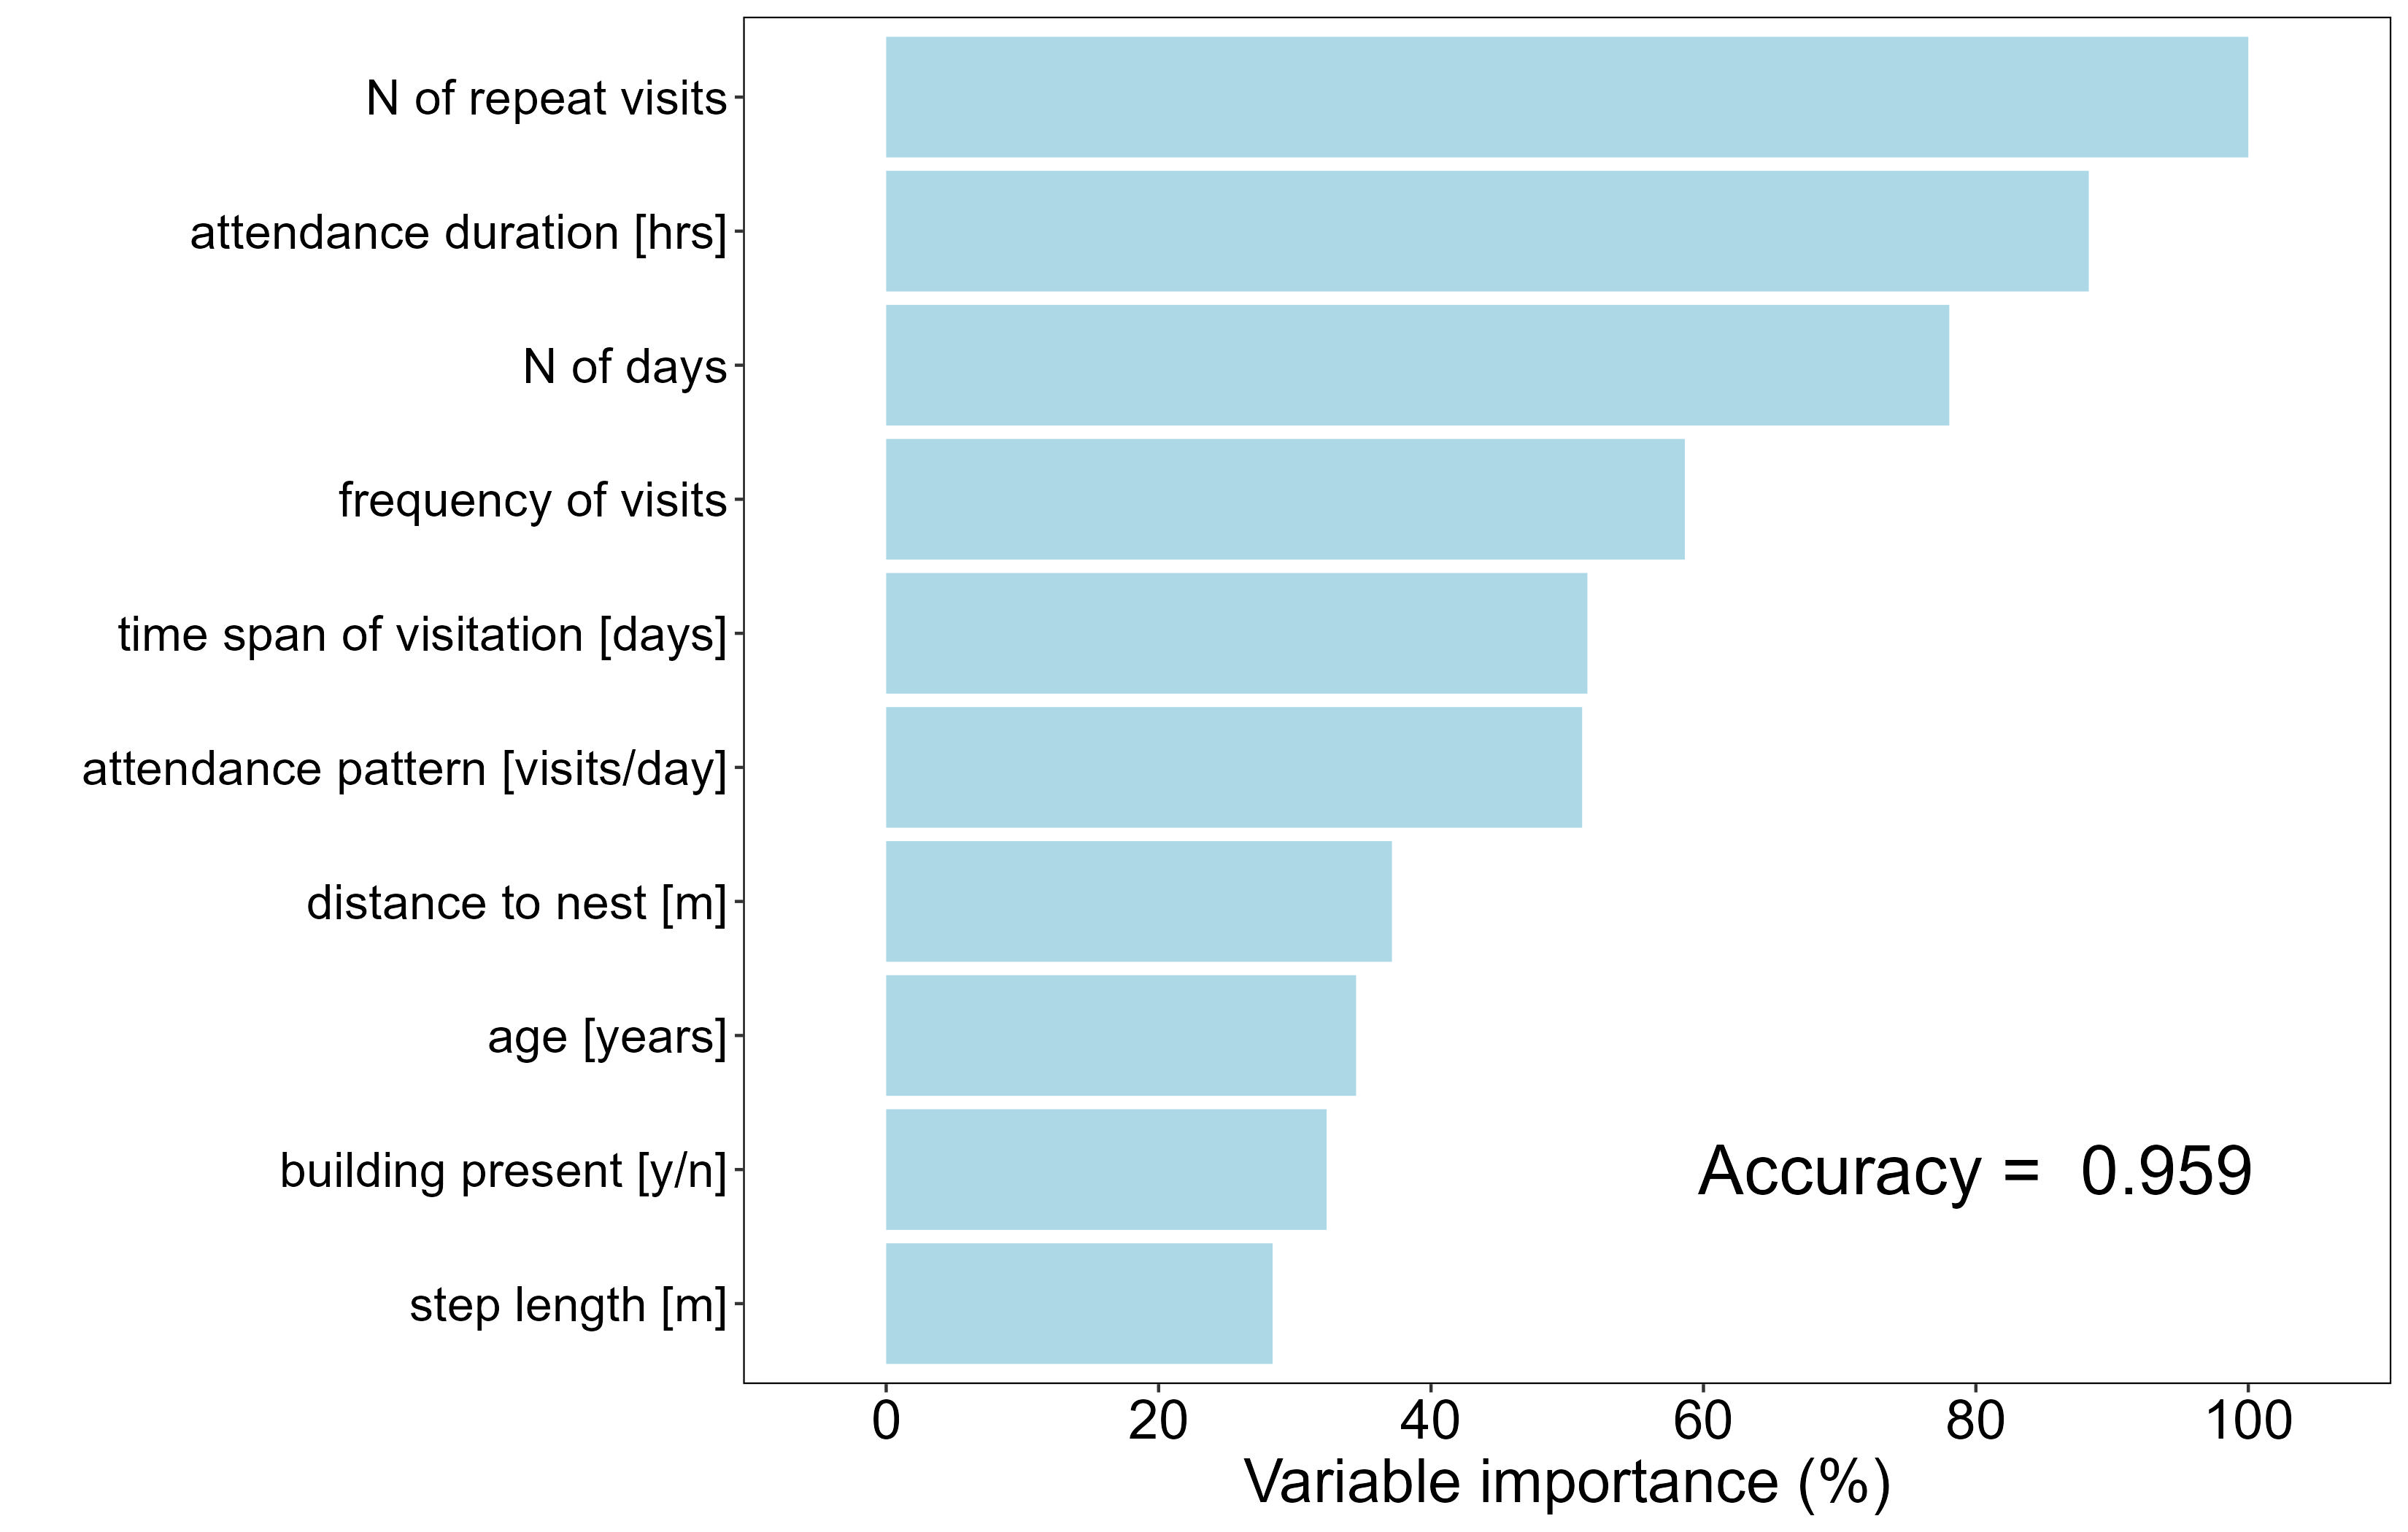 N of repeat visits
attendance duration [hrs]
N of days
frequency of visits
time span of visitation [days]
attendance pattern [visits/day]
distance to nest [m]
age [years]
building present [y/n]
Accuracy =  0.959
step length [m]
0 20 40 60 80 100
Variable importance (%)